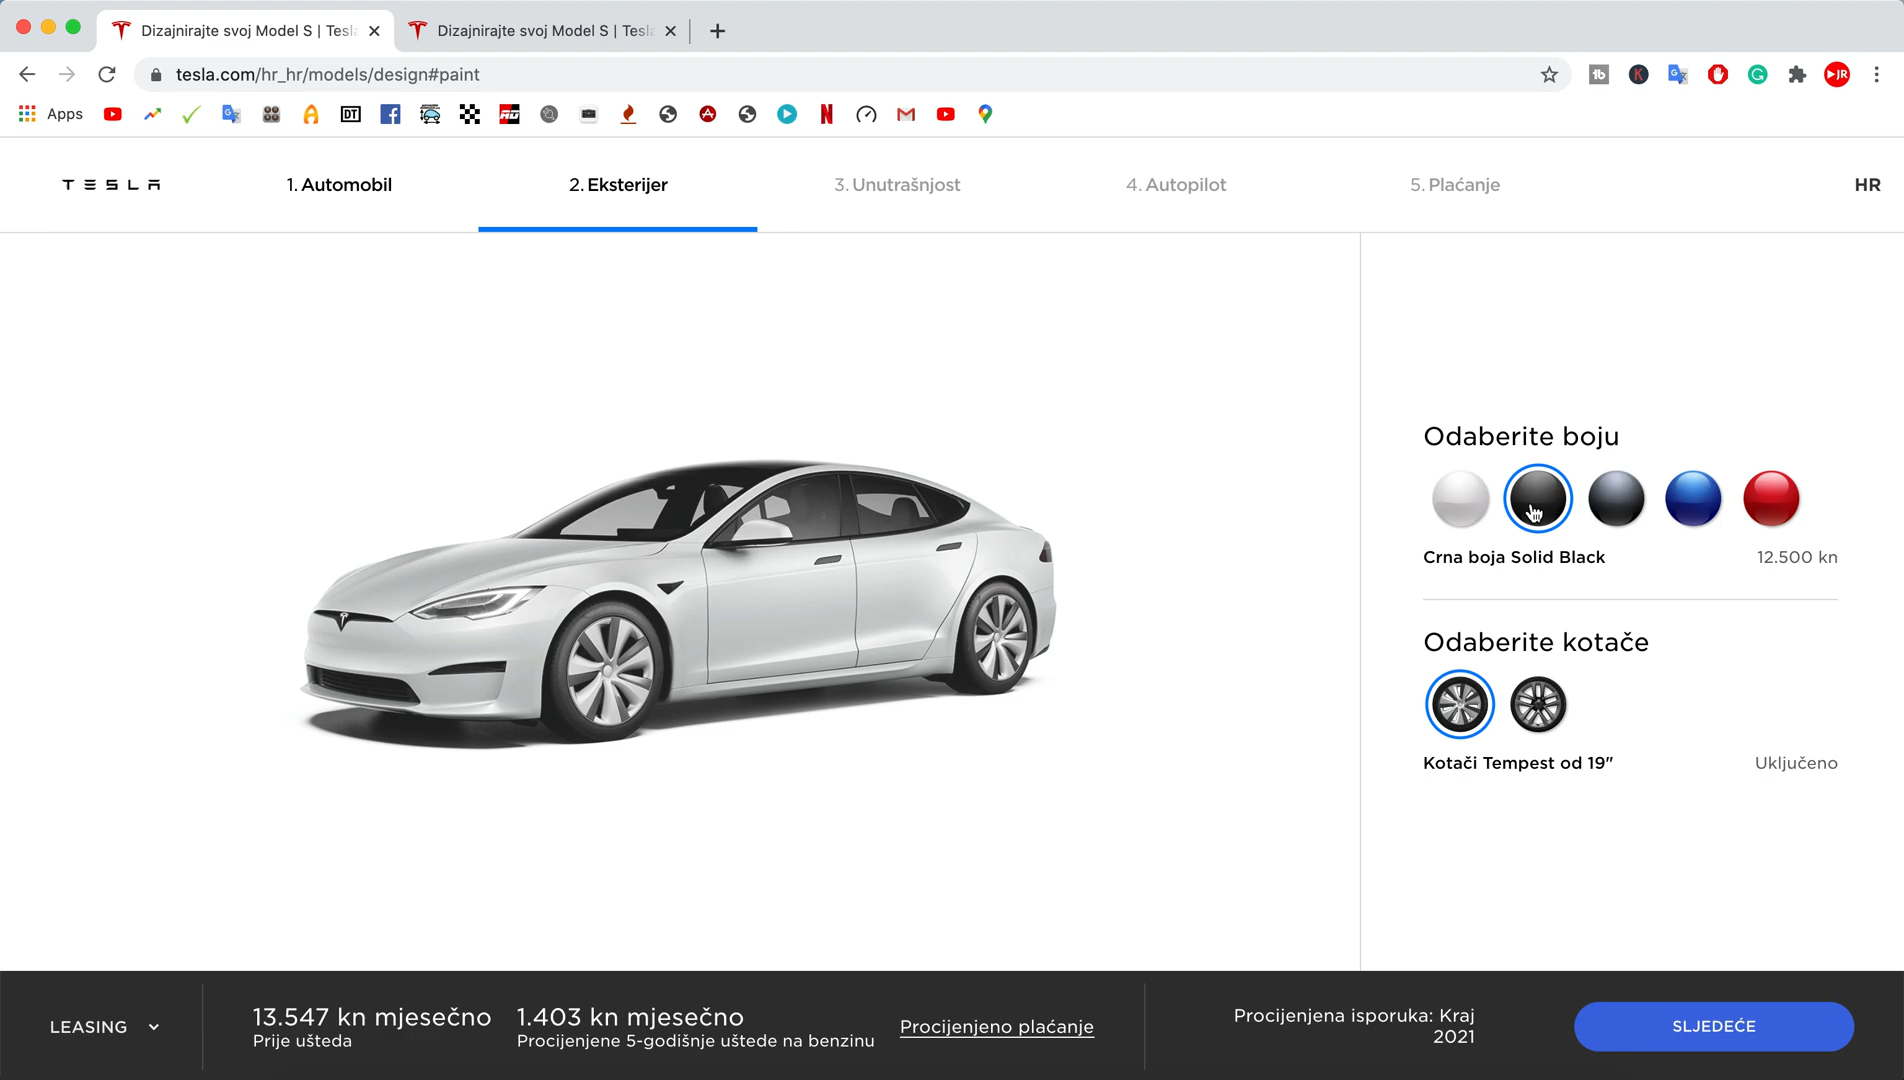 Dizajnirajte svoj Model S | Tesla
Dizajnirajte svoj Model S | Tesla
tesla.com/hr_hr/models/design#paint
Apps
TESLA
1. Automobil
2. Eksterijer
3. Unutrašnjost
4. Autopilot
5. Plaćanje
HR
Odaberite boju
Crna boja Solid Black
12.500 kn
Odaberite kotače
Kotači Tempest od 19"
Uključeno
LEASING
13.547 kn mjesečno
Prije ušteda
1.403 kn mjesečno
Procijenjene 5-godišnje uštede na benzinu
Procijenjeno plaćanje
Procijenjena isporuka: Kraj
2021
SLJEDEĆE